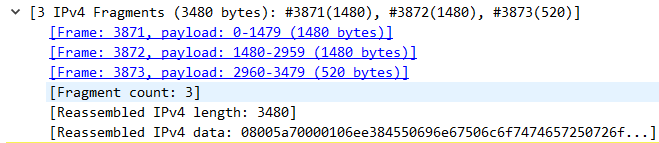 [3 IPv4 Fragments (3480 bytes): #3871(1480), #3872(1480), #3873(520)]
[Frame: 3871, payload: 0-1479 (1480 bytes)]
[Frame: 3872, payload: 1480-2959 (1480 bytes)]
[Frame: 3873, payload: 2960-3479 (520 bytes)]
[Fragment count: 3]
[Reassembled IPv4 length: 3480]
[Reassembled IPv4 data: 08005a70000106ee384550696e67506c6f7474657250726f...]